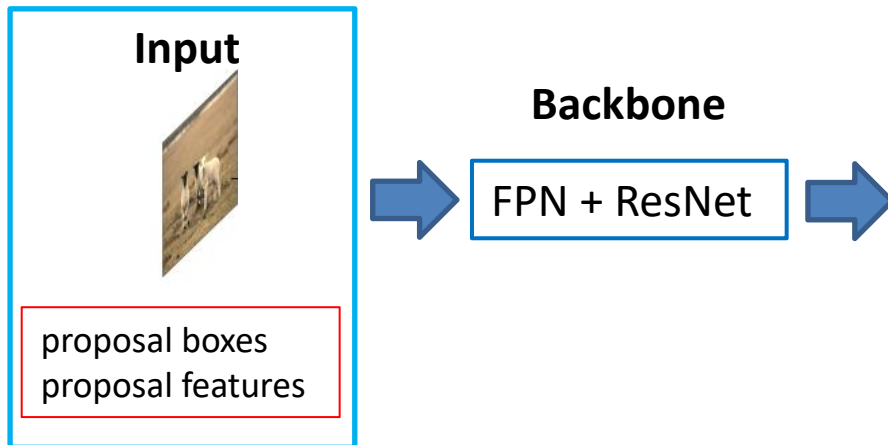 Input
proposal boxes
proposal features
Backbone
FPN + ResNet